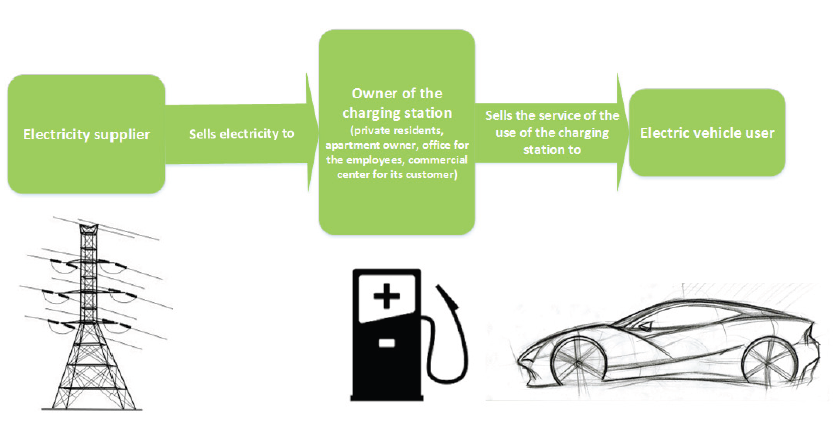 Electricity supplier
Sells electricity to
Owner of the
charging station
(private residents,
apartment owner, office for
the employees, commercial
center for its customer)
Sells the service of the
use of the charging
station to
Electric vehicle user